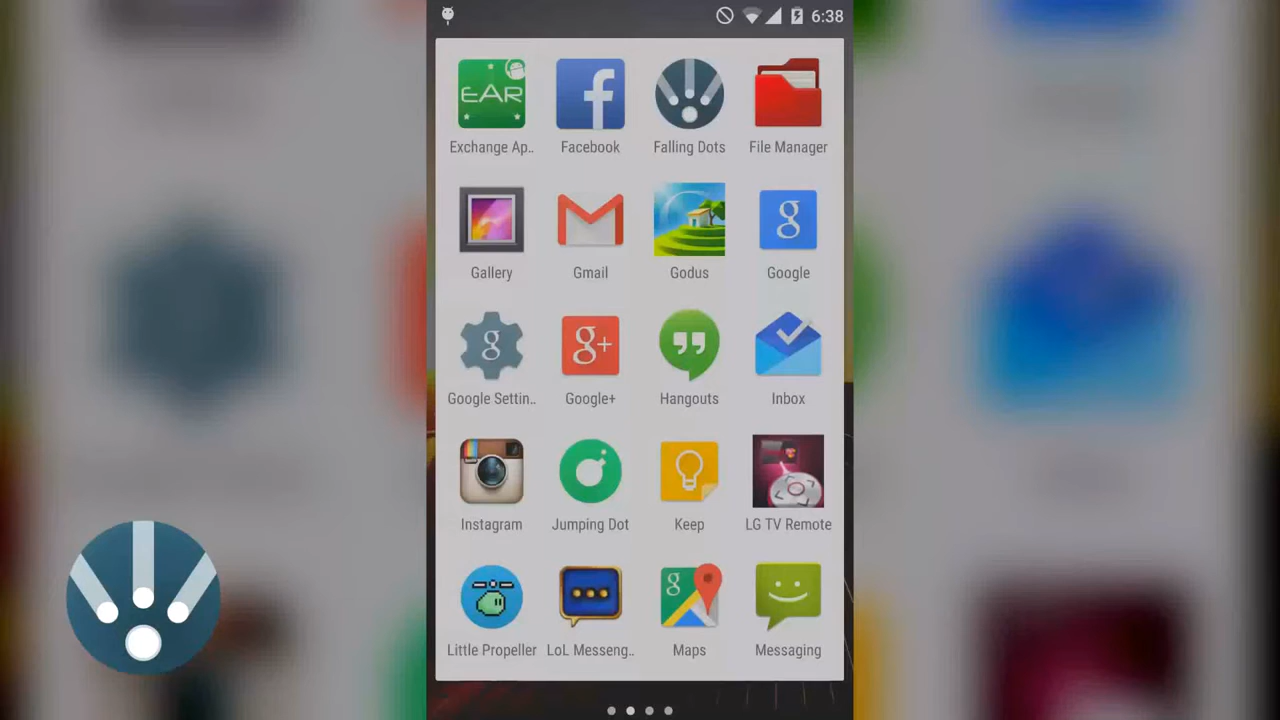 6:38
EAR
Exchange Ap..
Facebook
Falling Dots
File Manager
Gallery
Gmail
Godus
Google
Google Settin..
Google+
Hangouts
Inbox
Instagram
Jumping Dot
Keep
LG TV Remote
Little Propeller
LoL Messeng..
Maps
Messaging